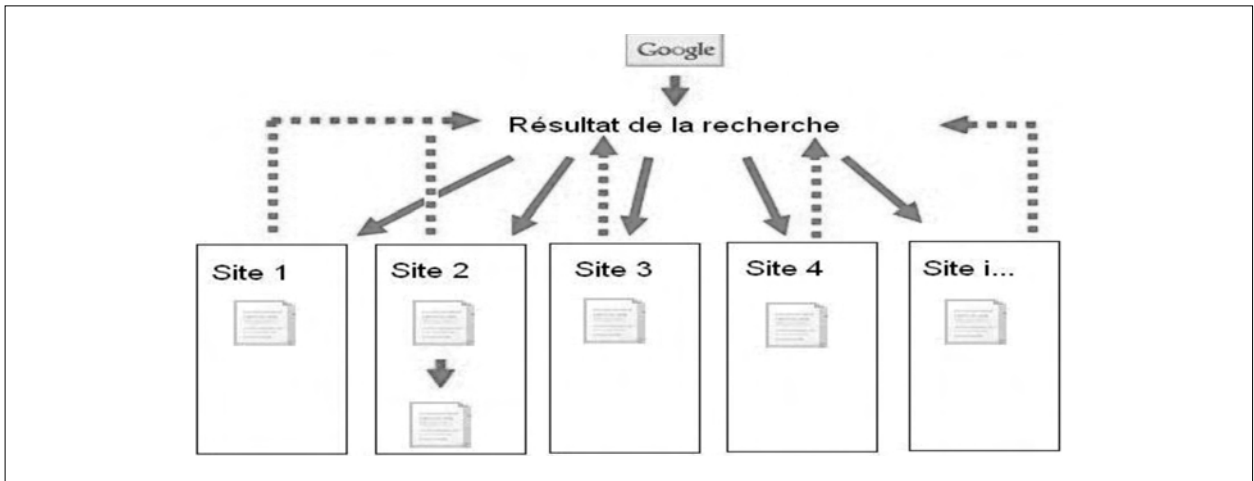 Google
Résultat de la recherche
Site 1
Site 2
Site 3
Site 4
Site i...